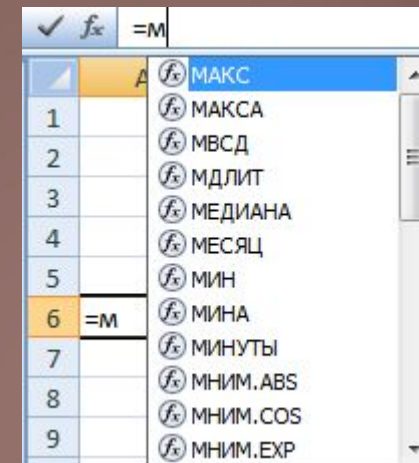 fx =м
A
МАКС
1 МАКСА
2 МВСД
3 МДЛИТ
МЕДИАНА
4 МЕСЯЦ
5 МИН
6 =м МИНА
7 МИНУТЫ
8 МНИМ.ABS
МНИМ.COS
9 МНИМ.EXP